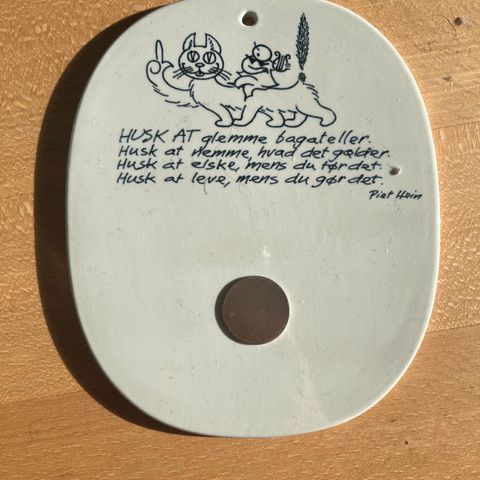 HUSK AT glemme bagateller.
Husk at nemme, hvad det gælder.
Husk at elske, mens du tør det.
Husk at leve, mens du gør det.
Piet Hein